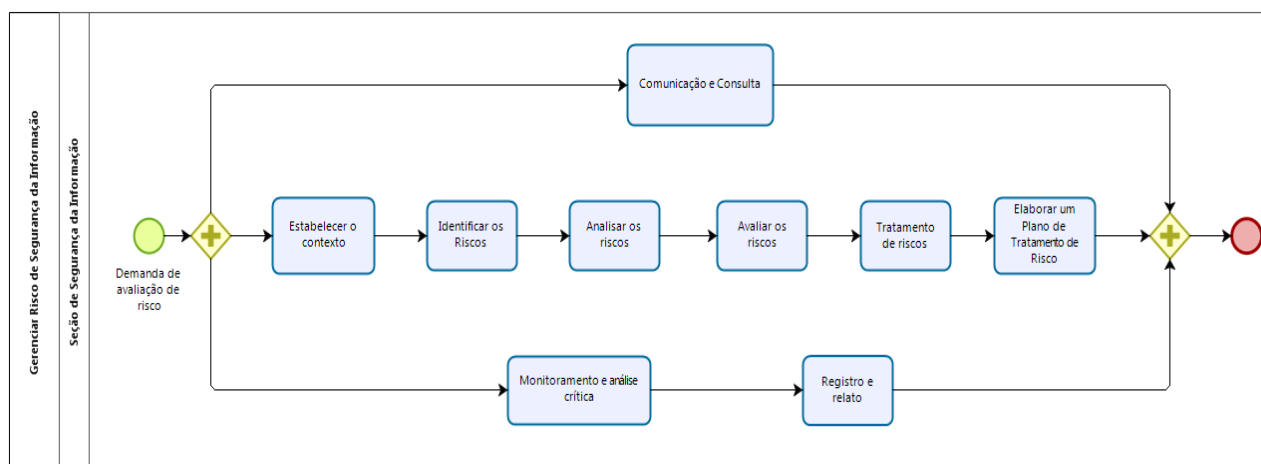 Gerenciar Risco de Segurança da Informação
Seção de Segurança da Informação
Demanda de
avaliação de
risco
Comunicação e Consulta
Estabelecer o
contexto
Identificar os
Riscos
Analisar os
riscos
Avaliar os
riscos
Tratamento
de riscos
Elaborar um
Plano de
Tratamento de
Risco
Monitoramento e análise
crítica
Registro e
relato